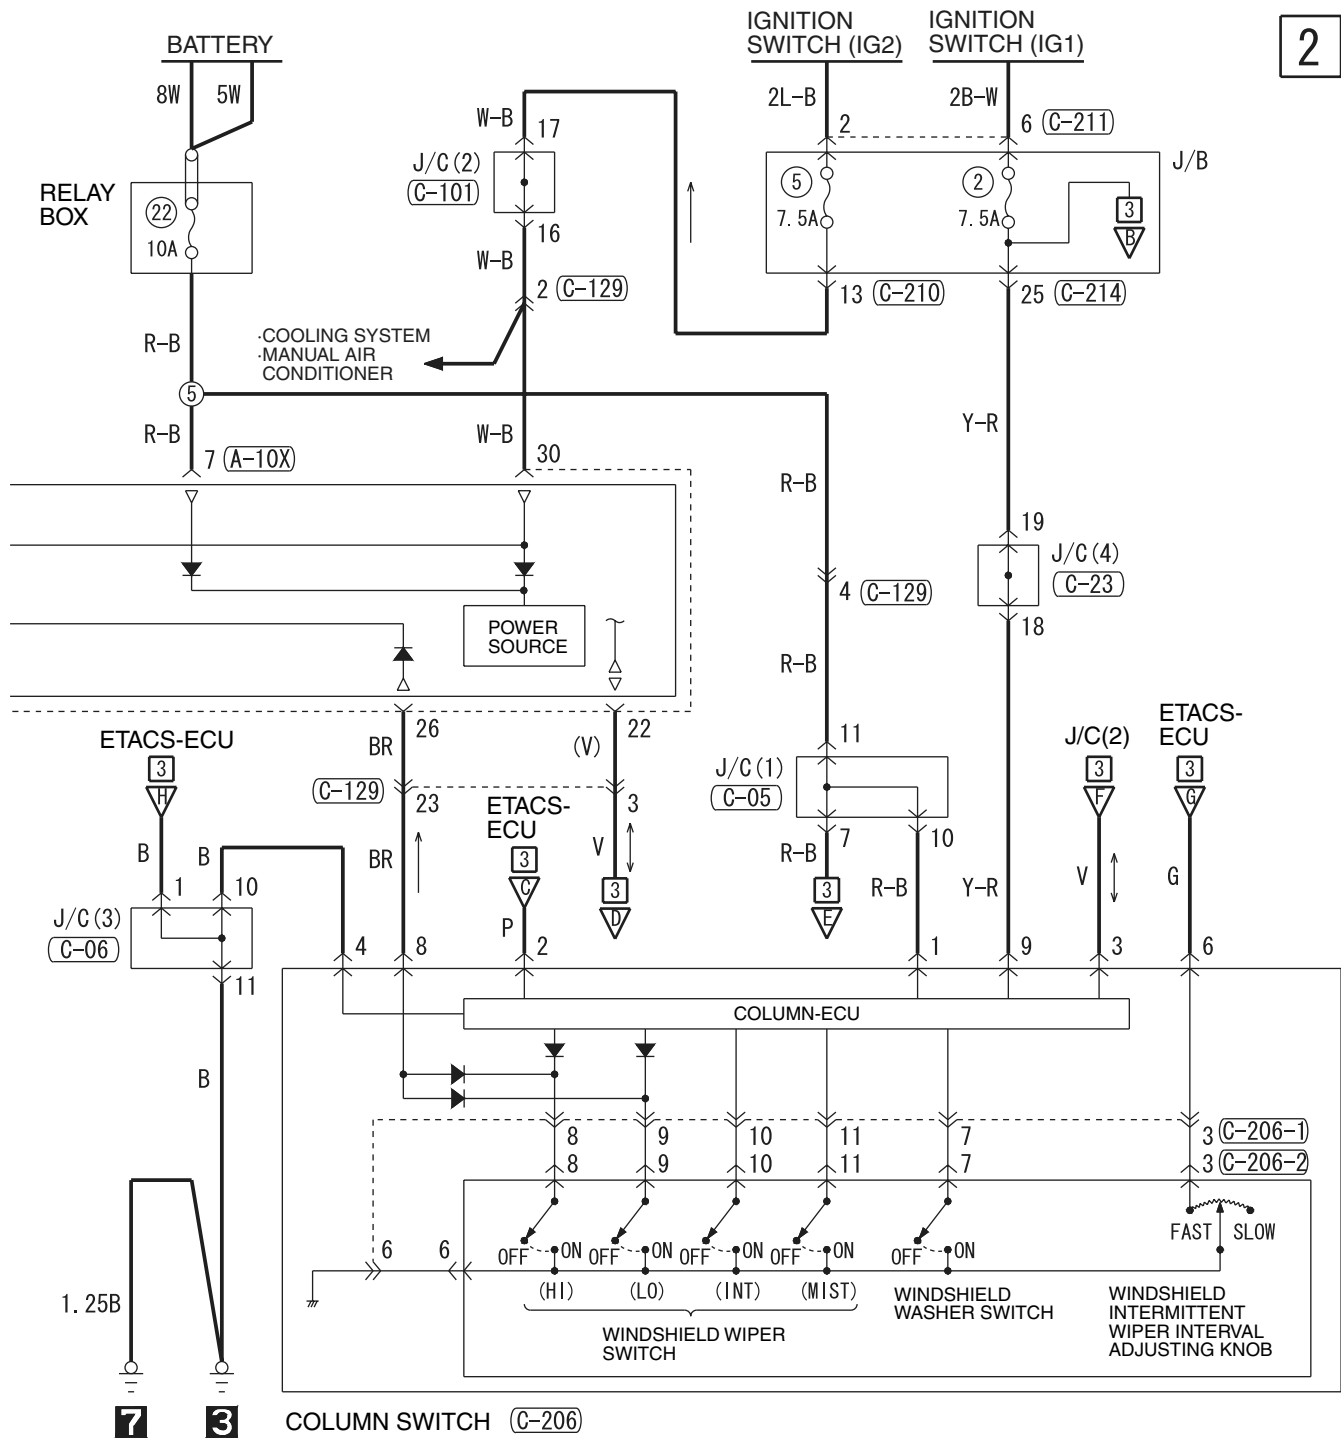 2
BATTERY
IGNITION
SWITCH (IG2)
IGNITION
SWITCH (IG1)
8W
5W
W-B
17
2L-B
2B-W
2
6 (C-211)
J/C(2)
C-101
J/B
RELAY
BOX
22
10A
5
7.5A
2
7.5A
3
B
16
W-B
2 (C-129)
13 (C-210)
25 (C-214)
R-B
·COOLING SYSTEM
·MANUAL AIR
CONDITIONER
5
R-B
7 (A-10X)
W-B
30
Y-R
R-B
19
J/C(4)
C-23
18
4 (C-129)
POWER
SOURCE
R-B
26
22
BR
(V)
ETACS-ECU
3
H
C-129
23
3
11
J/C(1)
C-05
7
10
J/C(2)
3
F
ETACS-
ECU
3
G
ETACS-
ECU
3
C
B
B
BR
V
R-B
R-B
Y-R
V
G
1
10
J/C(3)
C-06
11
P
3
D
3
E
4
8
2
1
9
3
6
COLUMN-ECU
B
8
9
10
11
7
3 (C-206-1)
8
9
10
11
7
3 (C-206-2)
FAST
SLOW
OFF
ON
OFF
ON
OFF
ON
OFF
ON
OFF
ON
6
6
(HI)
(LO)
(INT)
(MIST)
1.25B
WINDSHIELD
WASHER SWITCH
WINDSHIELD
INTERMITTENT
WIPER INTERVAL
ADJUSTING KNOB
WINDSHIELD WIPER
SWITCH
7
3
COLUMN SWITCH (C-206)